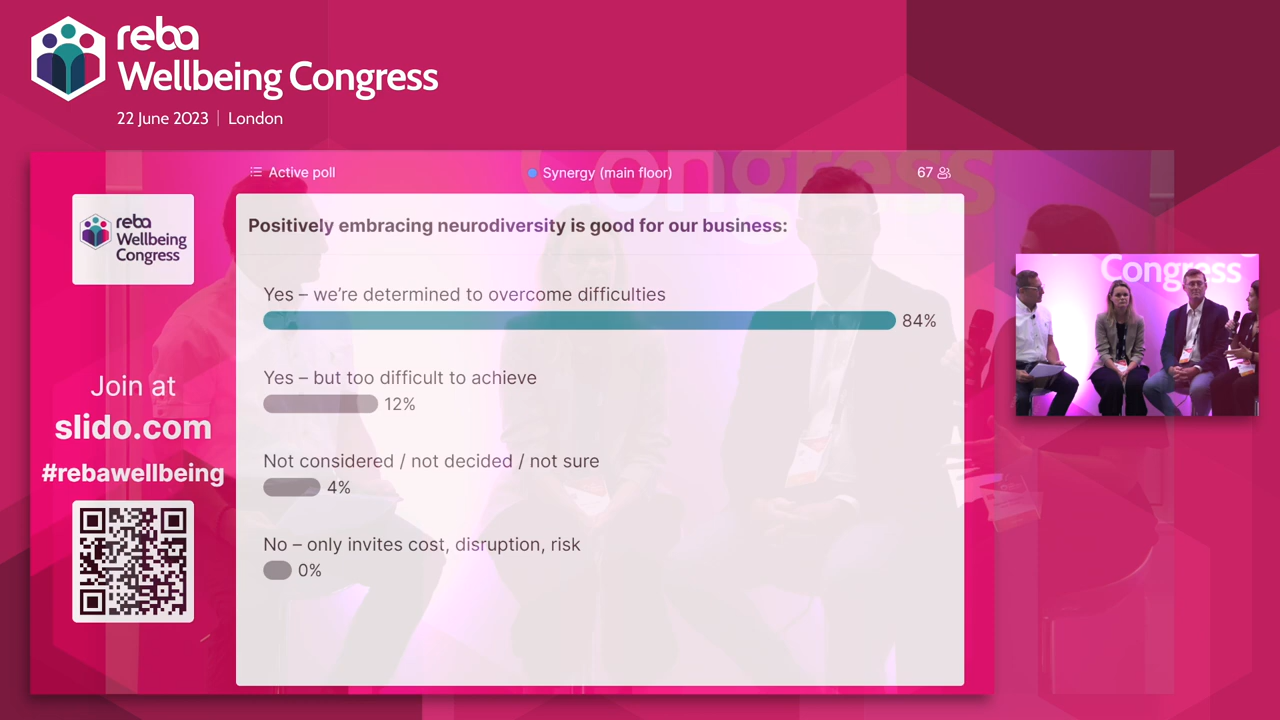 reba
Wellbeing Congress
22 June 2023 | London
Active poll
Synergy (main floor)
67
Congress
reba
Wellbeing
Congress
Positively embracing neurodiversity is good for our business:
Yes – we're determined to overcome difficulties
84%
Yes – but too difficult to achieve
12%
Not considered / not decided / not sure
4%
No – only invites cost, disruption, risk
0%
Join at
slido.com
#rebawellbeing
Congress